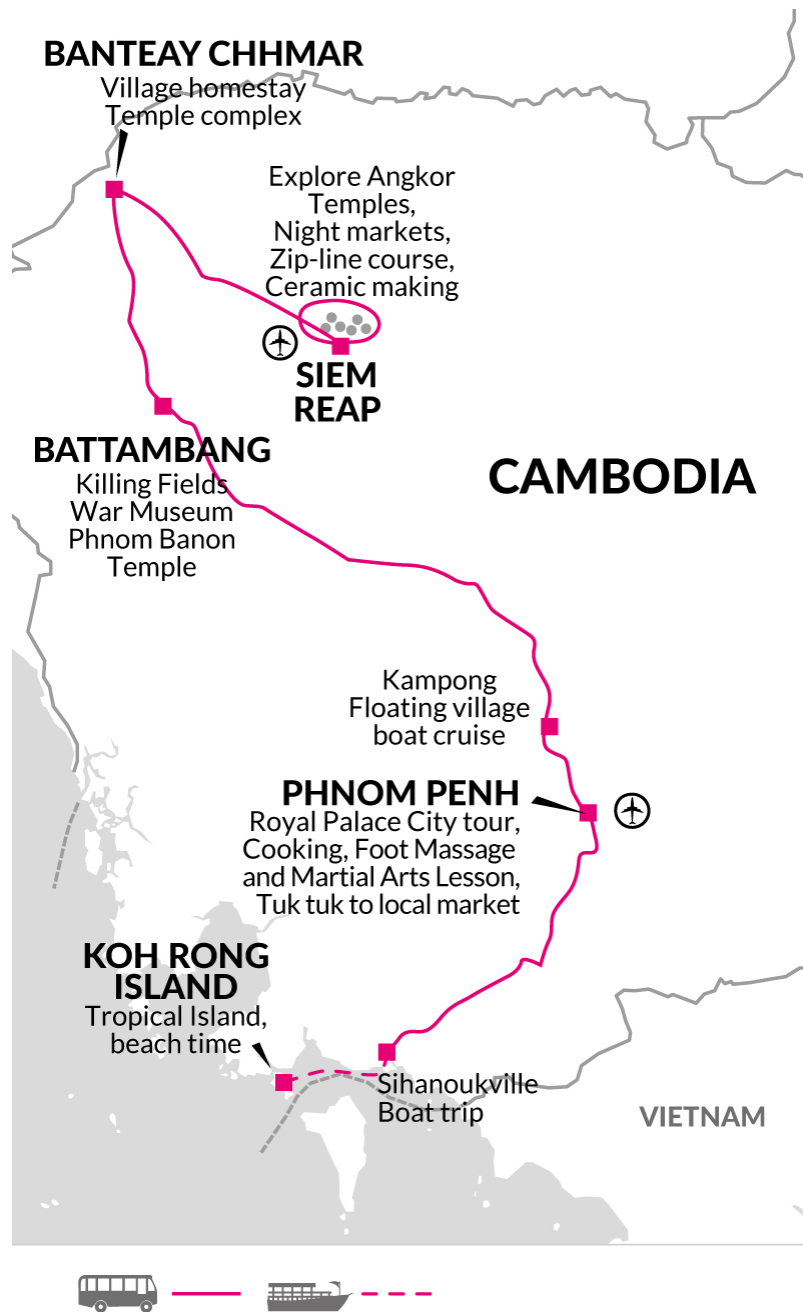 BANTEAY CHHMAR
Village homestay
Temple complex
Explore Angkor
Temples,
Night markets,
Zip-line course,
Ceramic making
SIEM
REAP
BATTAMBANG
Killing Fields
War Museum
Phnom Banon
Temple
CAMBODIA
Kampong
Floating village
boat cruise
PHNOM PENH
Royal Palace City tour,
Cooking, Foot Massage
and Martial Arts Lesson,
Tuk tuk to local market
KOH RONG
ISLAND
Tropical Island,
beach time
Sihanoukville
Boat trip
VIETNAM